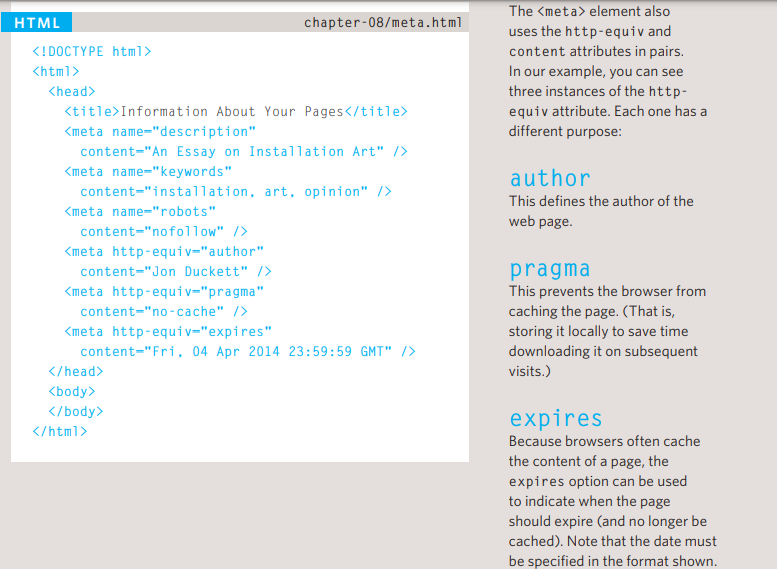 HTML
chapter-08/meta.html
<!DOCTYPE html>
<html>
<head>
<title>Information About Your Pages</title>
<meta name="description"
content="An Essay on Installation Art" />
<meta name="keywords"
content="installation, art, opinion" />
<meta name="robots"
content="nofollow" />
<meta http-equiv="author"
content="Jon Duckett" />
<meta http-equiv="pragma"
content="no-cache" />
<meta http-equiv="expires"
content="Fri, 04 Apr 2014 23:59:59 GMT" />
</head>
<body>
</body>
</html>
The <meta> element also
uses the http-equiv and
content attributes in pairs.
In our example, you can see
three instances of the http-
equiv attribute. Each one has a
different purpose:
author
This defines the author of the
web page.
pragma
This prevents the browser from
caching the page. (That is,
storing it locally to save time
downloading it on subsequent
visits.)
expires
Because browsers often cache
the content of a page, the
expires option can be used
to indicate when the page
should expire (and no longer be
cached). Note that the date must
be specified in the format shown.